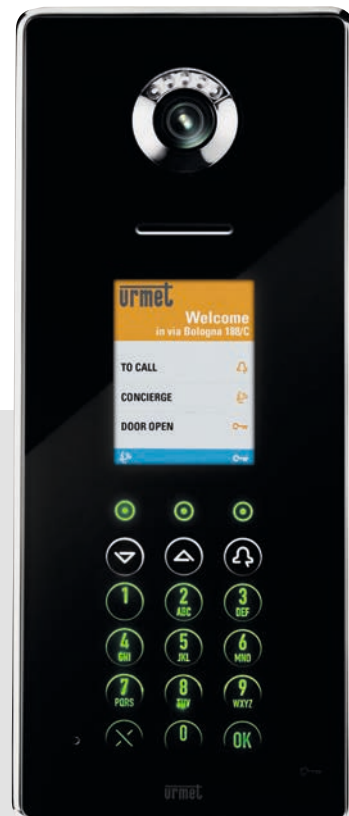 urmet
Welcome
in via Bologna 188/C
TO CALL
CONCIERGE
DOOR OPEN
1 2 3
ABC DEF
4 5 6
GHI JKL MNO
7 8 9
PQRS TUV WXYZ
0 OK
urmet